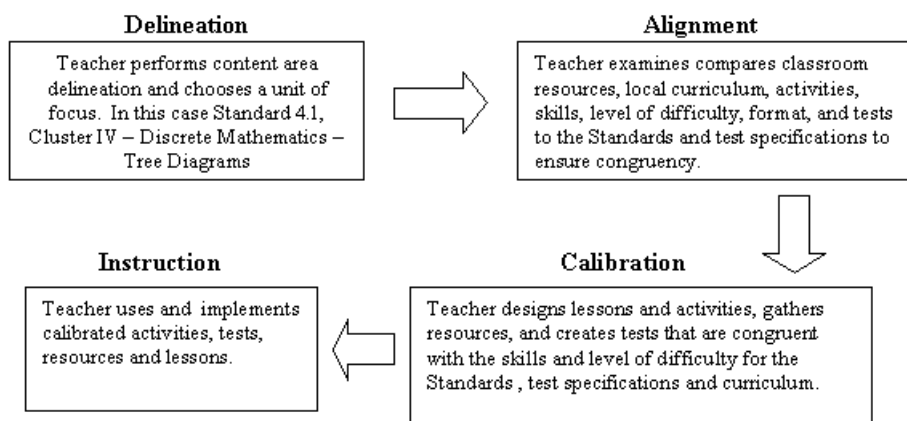 Delineation
Teacher performs content area
delineation and chooses a unit of
focus. In this case Standard 4.1,
Cluster IV – Discrete Mathematics –
Tree Diagrams
Alignment
Teacher examines compares classroom
resources, local curriculum, activities,
skills, level of difficulty, format, and tests
to the Standards and test specifications to
ensure congruency.
Instruction
Teacher uses and implements
calibrated activities, tests,
resources and lessons.
Calibration
Teacher designs lessons and activities, gathers
resources, and creates tests that are congruent
with the skills and level of difficulty for the
Standards , test specifications and curriculum.